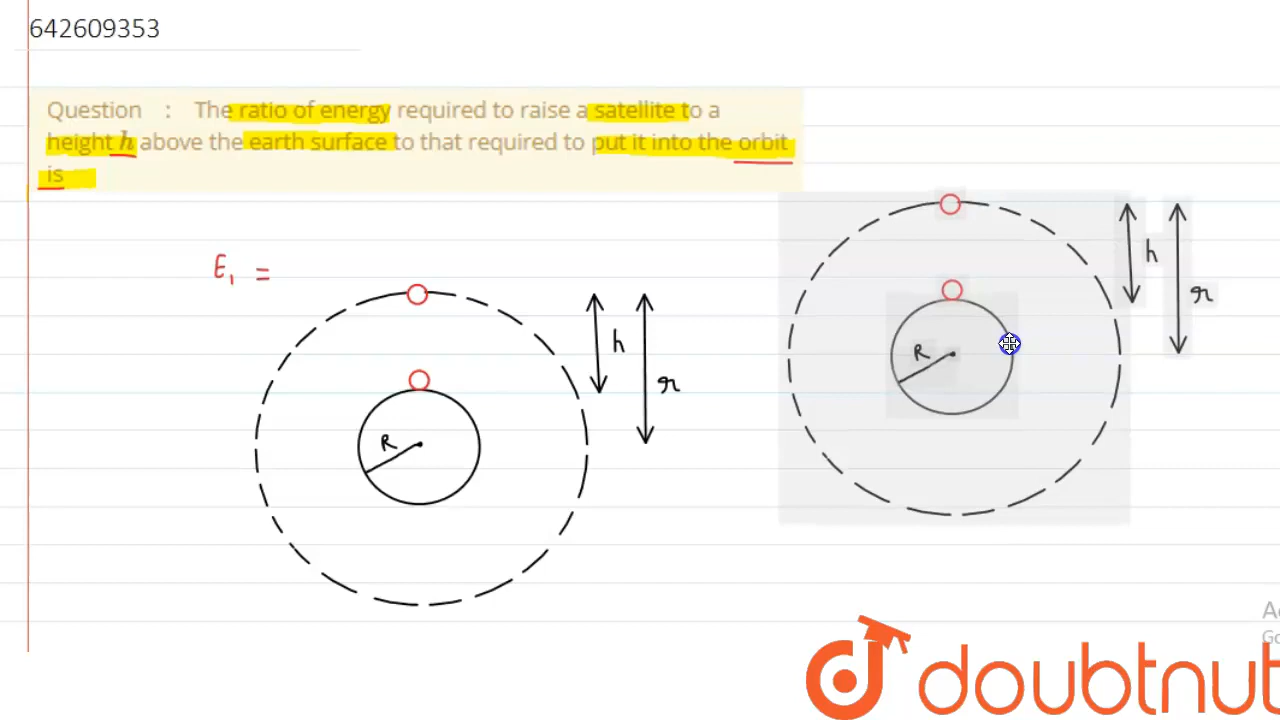 642609353
Question : The ratio of energy required to raise a satellite to a
height h above the earth surface to that required to put it into the orbit
is
E₁ =
h
r
R
h
r
R
doubtnut